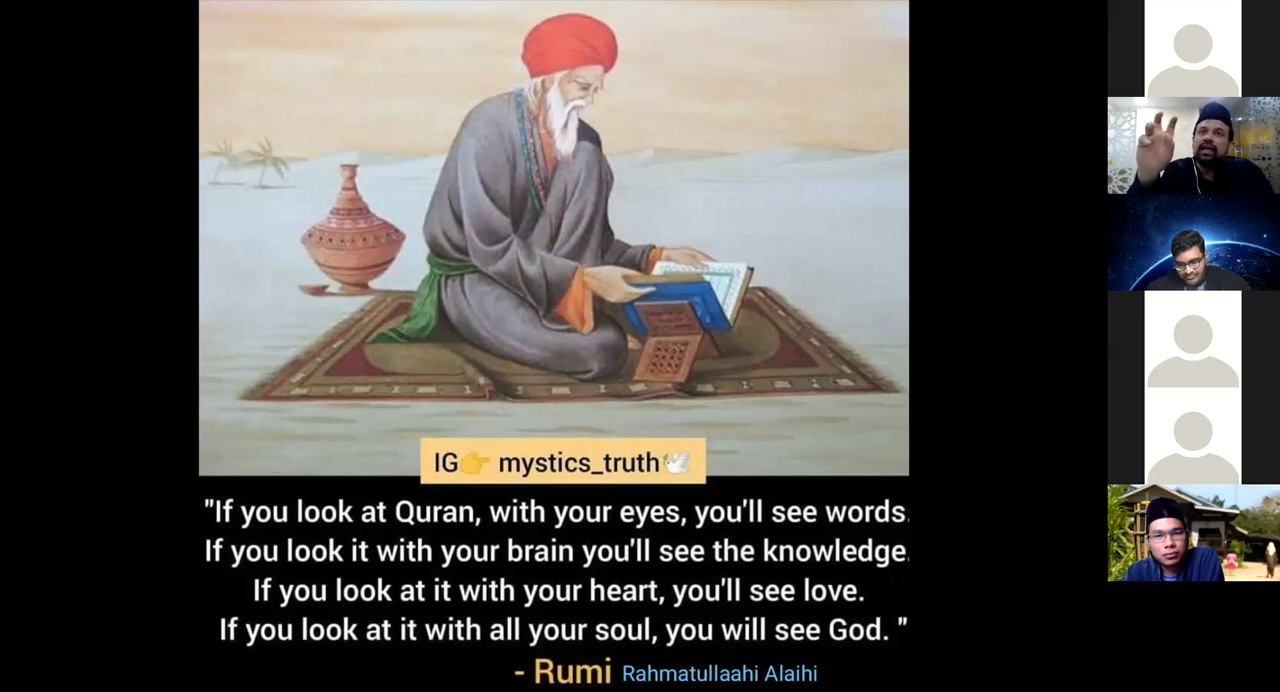 IG👉 mystics_truth🕊️
"If you look at Quran, with your eyes, you'll see words.
If you look it with your brain you'll see the knowledge.
If you look at it with your heart, you'll see love.
If you look at it with all your soul, you will see God. "
- Rumi Rahmatullaahi Alaihi